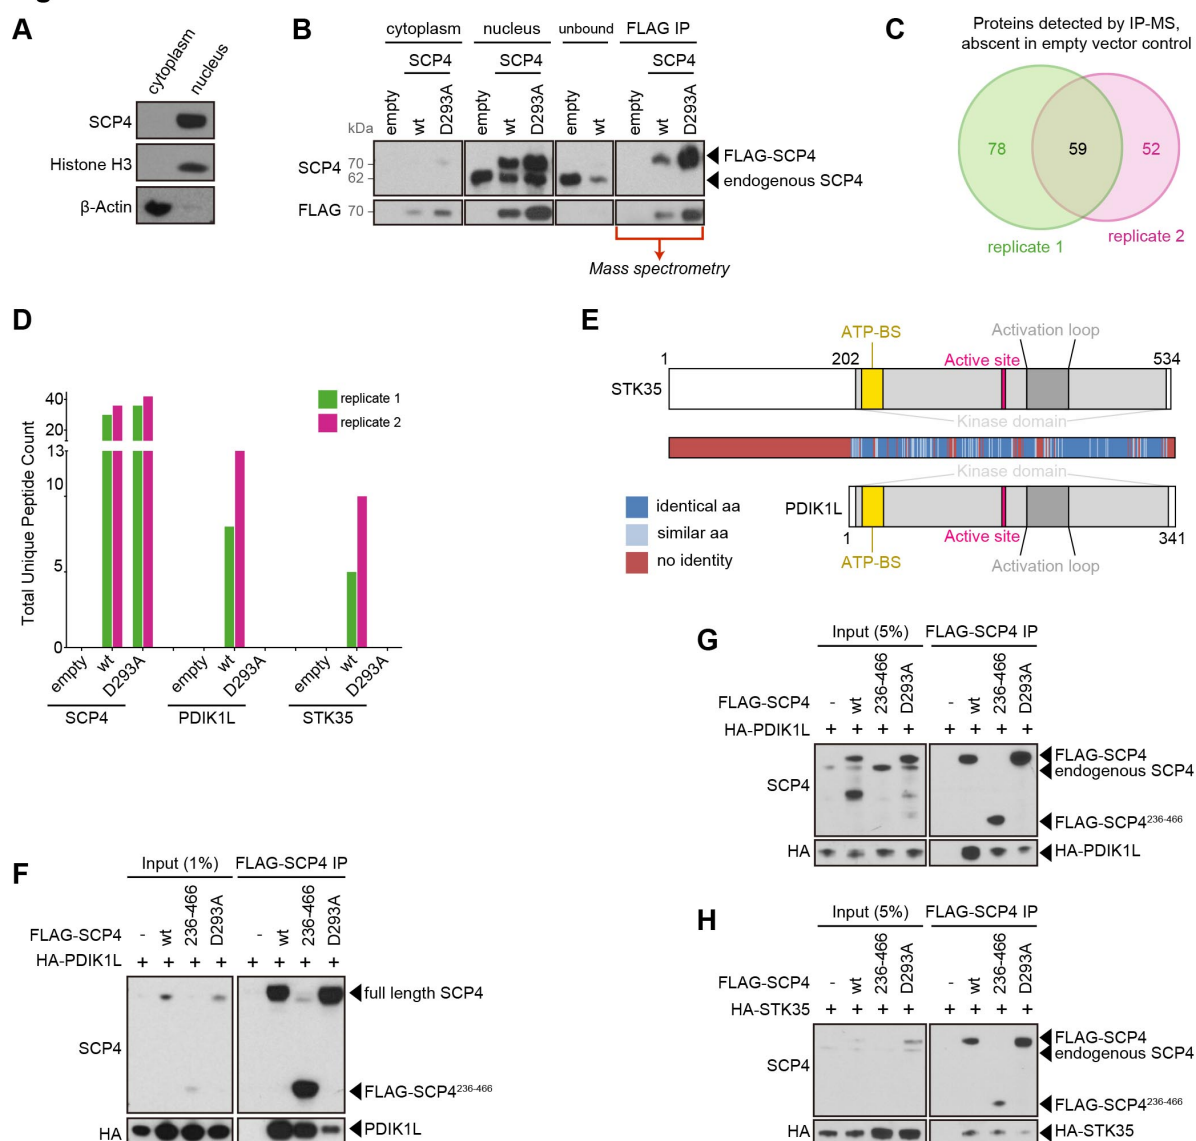 A
cytoplasm
nucleus
SCP4
Histone H3
β-Actin
B
cytoplasm
nucleus
unbound
FLAG IP
SCP4
SCP4
SCP4
empty
wt
D293A
empty
wt
D293A
empty
wt
empty
wt
D293A
kDa
SCP4
70
62
FLAG-SCP4
endogenous SCP4
FLAG
70
Mass spectrometry
C
Proteins detected by IP-MS,
abscent in empty vector control
78
59
52
replicate 1
replicate 2
D
Total Unique Peptide Count
40
20
13
10
5
0
replicate 1
replicate 2
empty
wt
D293A
empty
wt
D293A
empty
wt
D293A
SCP4
PDIK1L
STK35
E
ATP-BS
Activation loop
1
202
Active site
534
STK35
Kinase domain
Kinase domain
PDIK1L
1
Active site
341
ATP-BS
Activation loop
identical aa
similar aa
no identity
F
Input (1%)
FLAG-SCP4 IP
FLAG-SCP4
-
wt
236-466
D293A
-
wt
236-466
D293A
HA-PDIK1L
+ + + + + + + +
SCP4
full length SCP4
FLAG-SCP4236-466
HA
PDIK1L
G
Input (5%)
FLAG-SCP4 IP
FLAG-SCP4
-
wt
236-466
D293A
-
wt
236-466
D293A
HA-PDIK1L
+ + + + + + + +
SCP4
FLAG-SCP4
endogenous SCP4
FLAG-SCP4236-466
HA
HA-PDIK1L
H
Input (5%)
FLAG-SCP4 IP
FLAG-SCP4
-
wt
236-466
D293A
-
wt
236-466
D293A
HA-STK35
+ + + + + + + +
SCP4
FLAG-SCP4
endogenous SCP4
FLAG-SCP4236-466
HA
HA-STK35